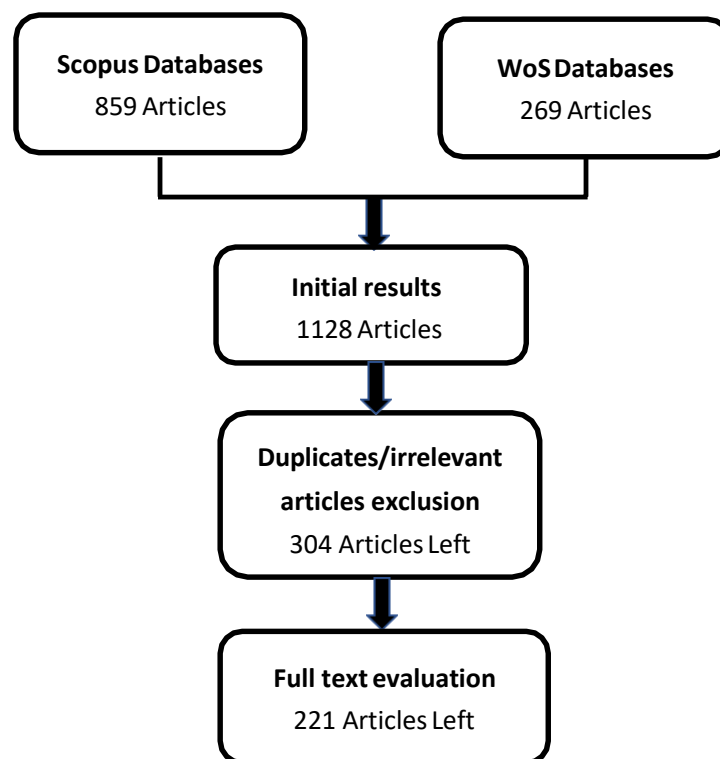 Scopus Databases
859 Articles
WoS Databases
269 Articles
Initial results
1128 Articles
Duplicates/irrelevant
articles exclusion
304 Articles Left
Full text evaluation
221 Articles Left